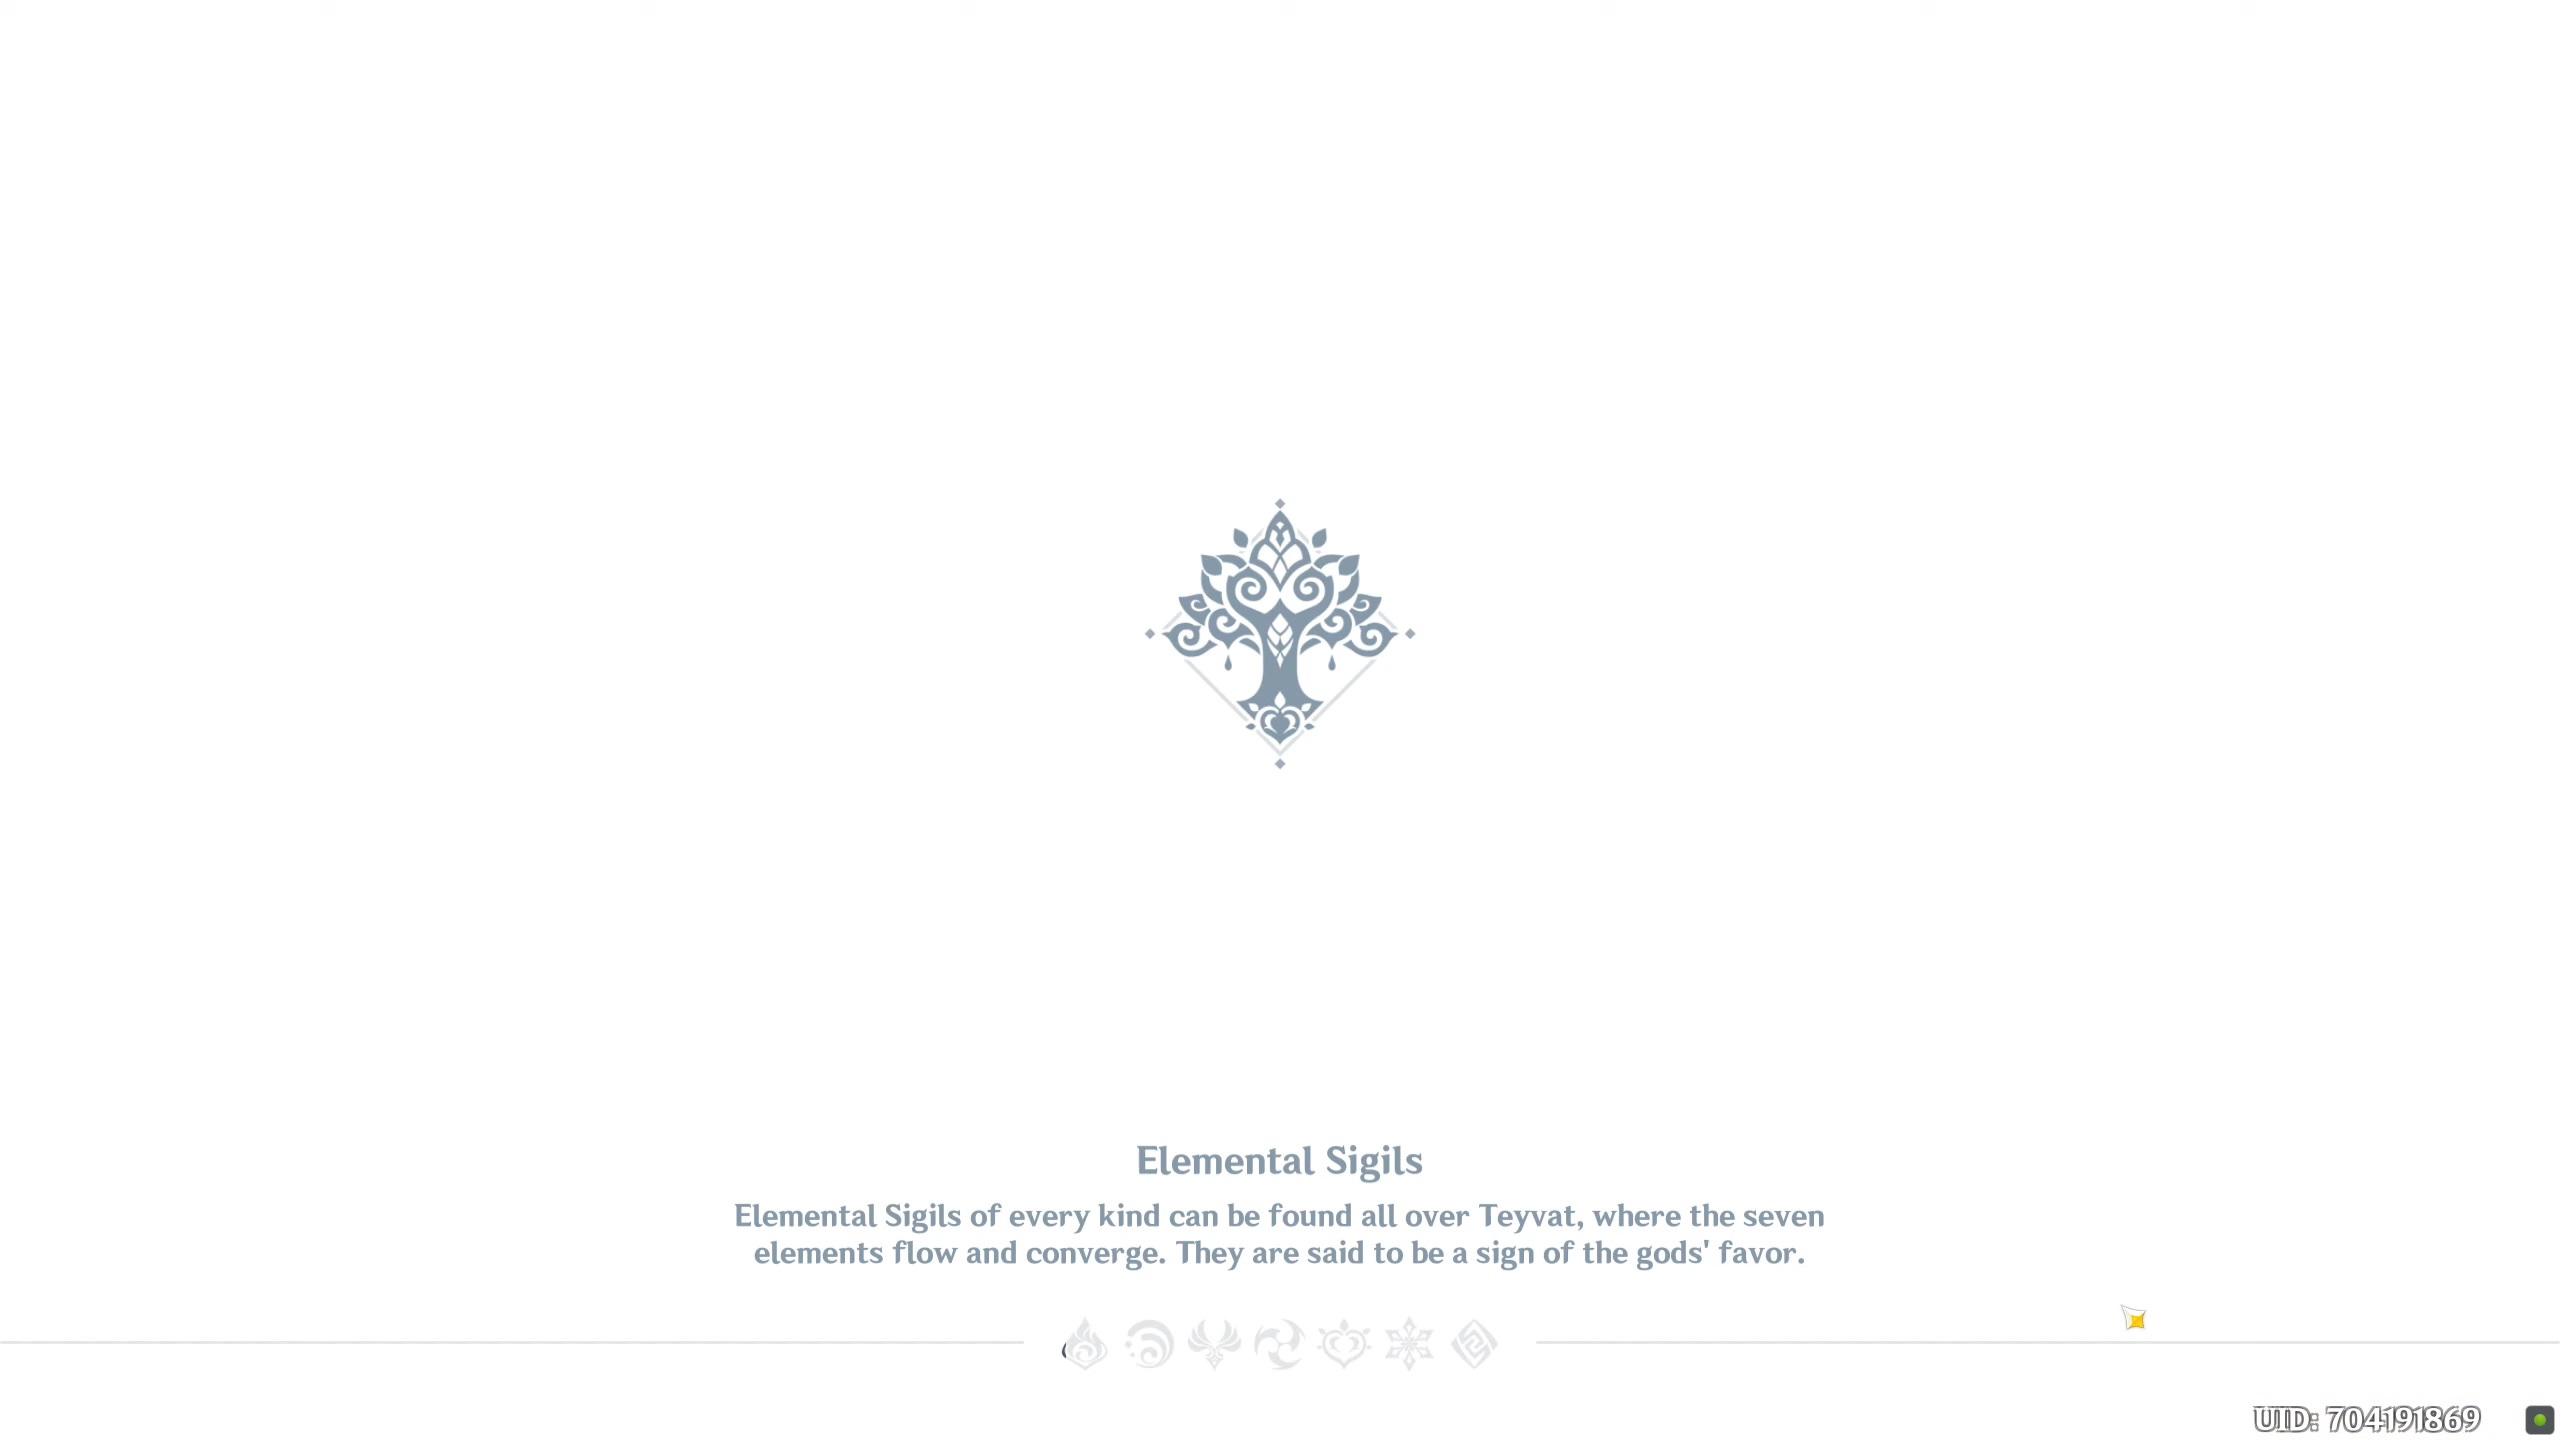 Elemental Sigils
Elemental Sigils of every kind can be found all over Teyvat, where the seven
elements flow and converge. They are said to be a sign of the gods' favor.
UID: 704191869